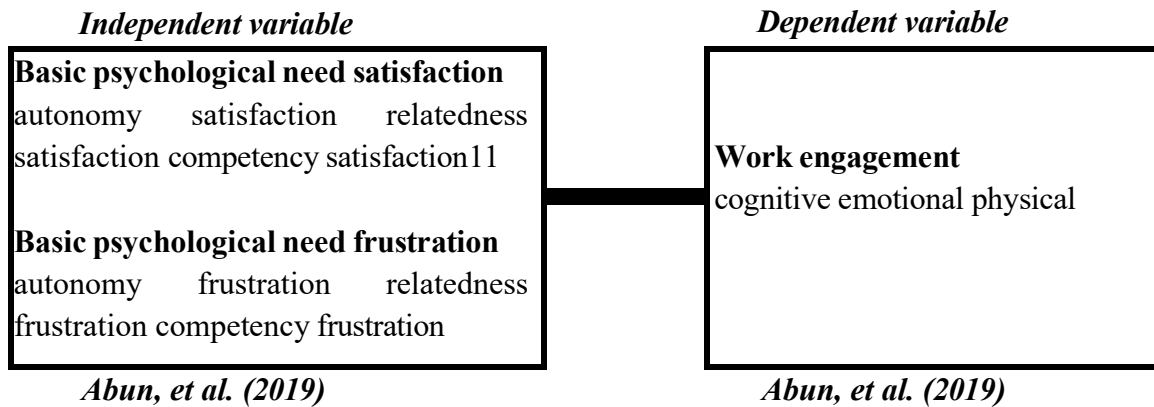 Independent variable
Basic psychological need satisfaction
autonomy satisfaction relatedness
satisfaction competency satisfaction11
Basic psychological need frustration
autonomy frustration relatedness
frustration competency frustration
Abun, et al. (2019)
Dependent variable
Work engagement
cognitive emotional physical
Abun, et al. (2019)